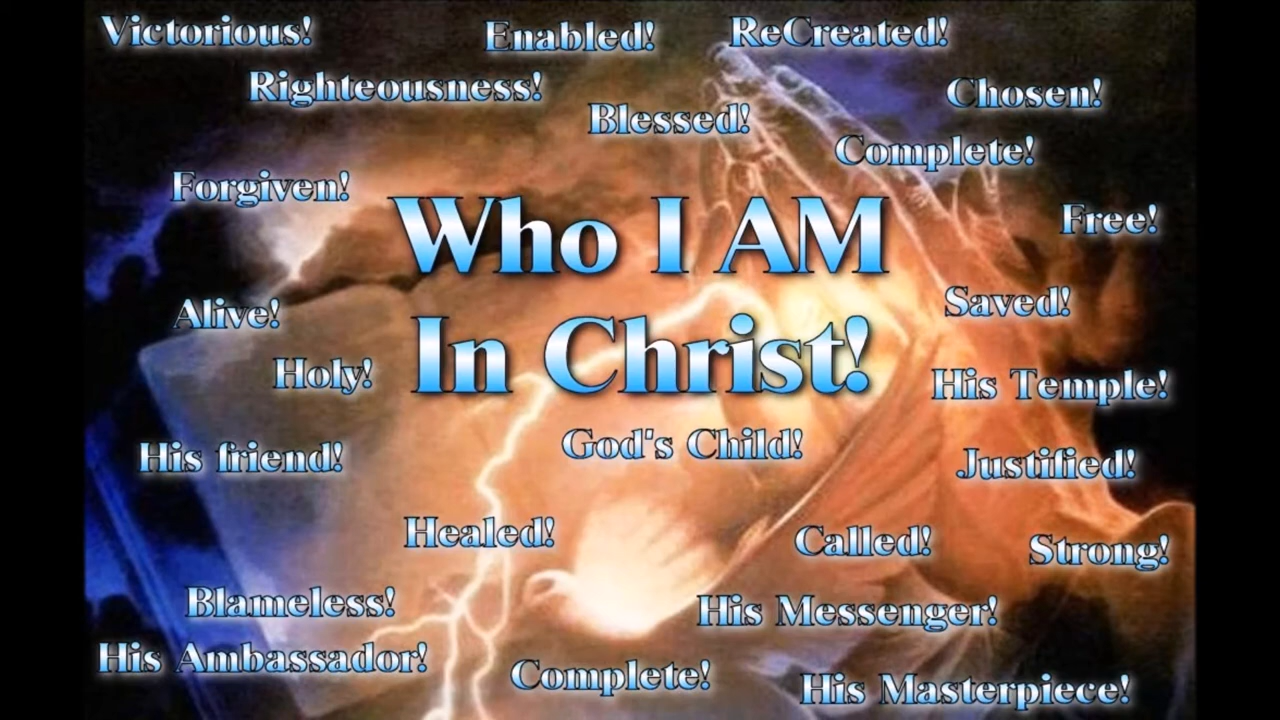 Victorious!
Enabled!
ReCreated!
Righteousness!
Blessed!
Chosen!
Complete!
Forgiven!
Free!
Who I AM
In Christ!
Alive!
Saved!
Holy!
His Temple!
God's Child!
His friend!
Justified!
Healed!
Called!
Strong!
Blameless!
His Messenger!
His Ambassador!
Complete!
His Masterpiece!